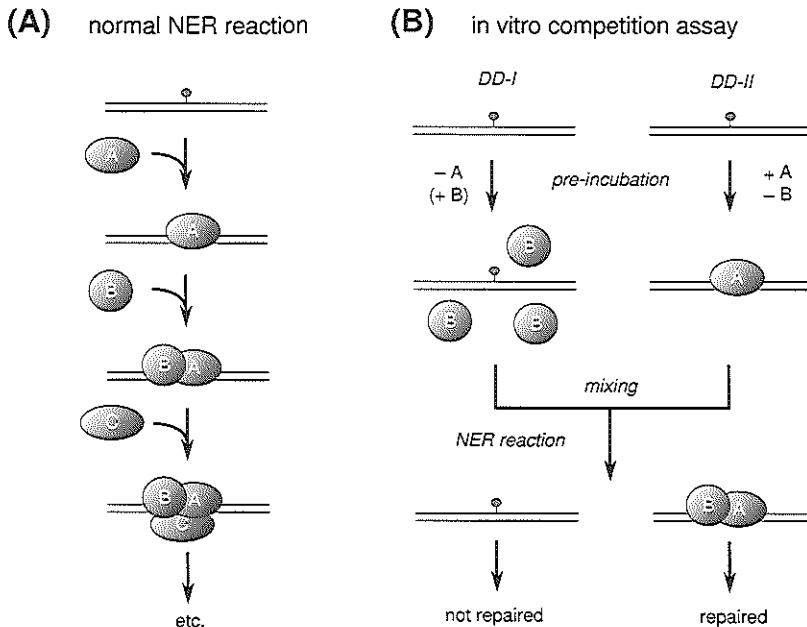 (A) normal NER reaction
A
A
B
B A
C
B A
C
etc.
(B) in vitro competition assay
DD-I DD-II
– A
(+ B)
pre-incubation
+ A
– B
B
B B
A
mixing
NER reaction
B A
not repaired repaired